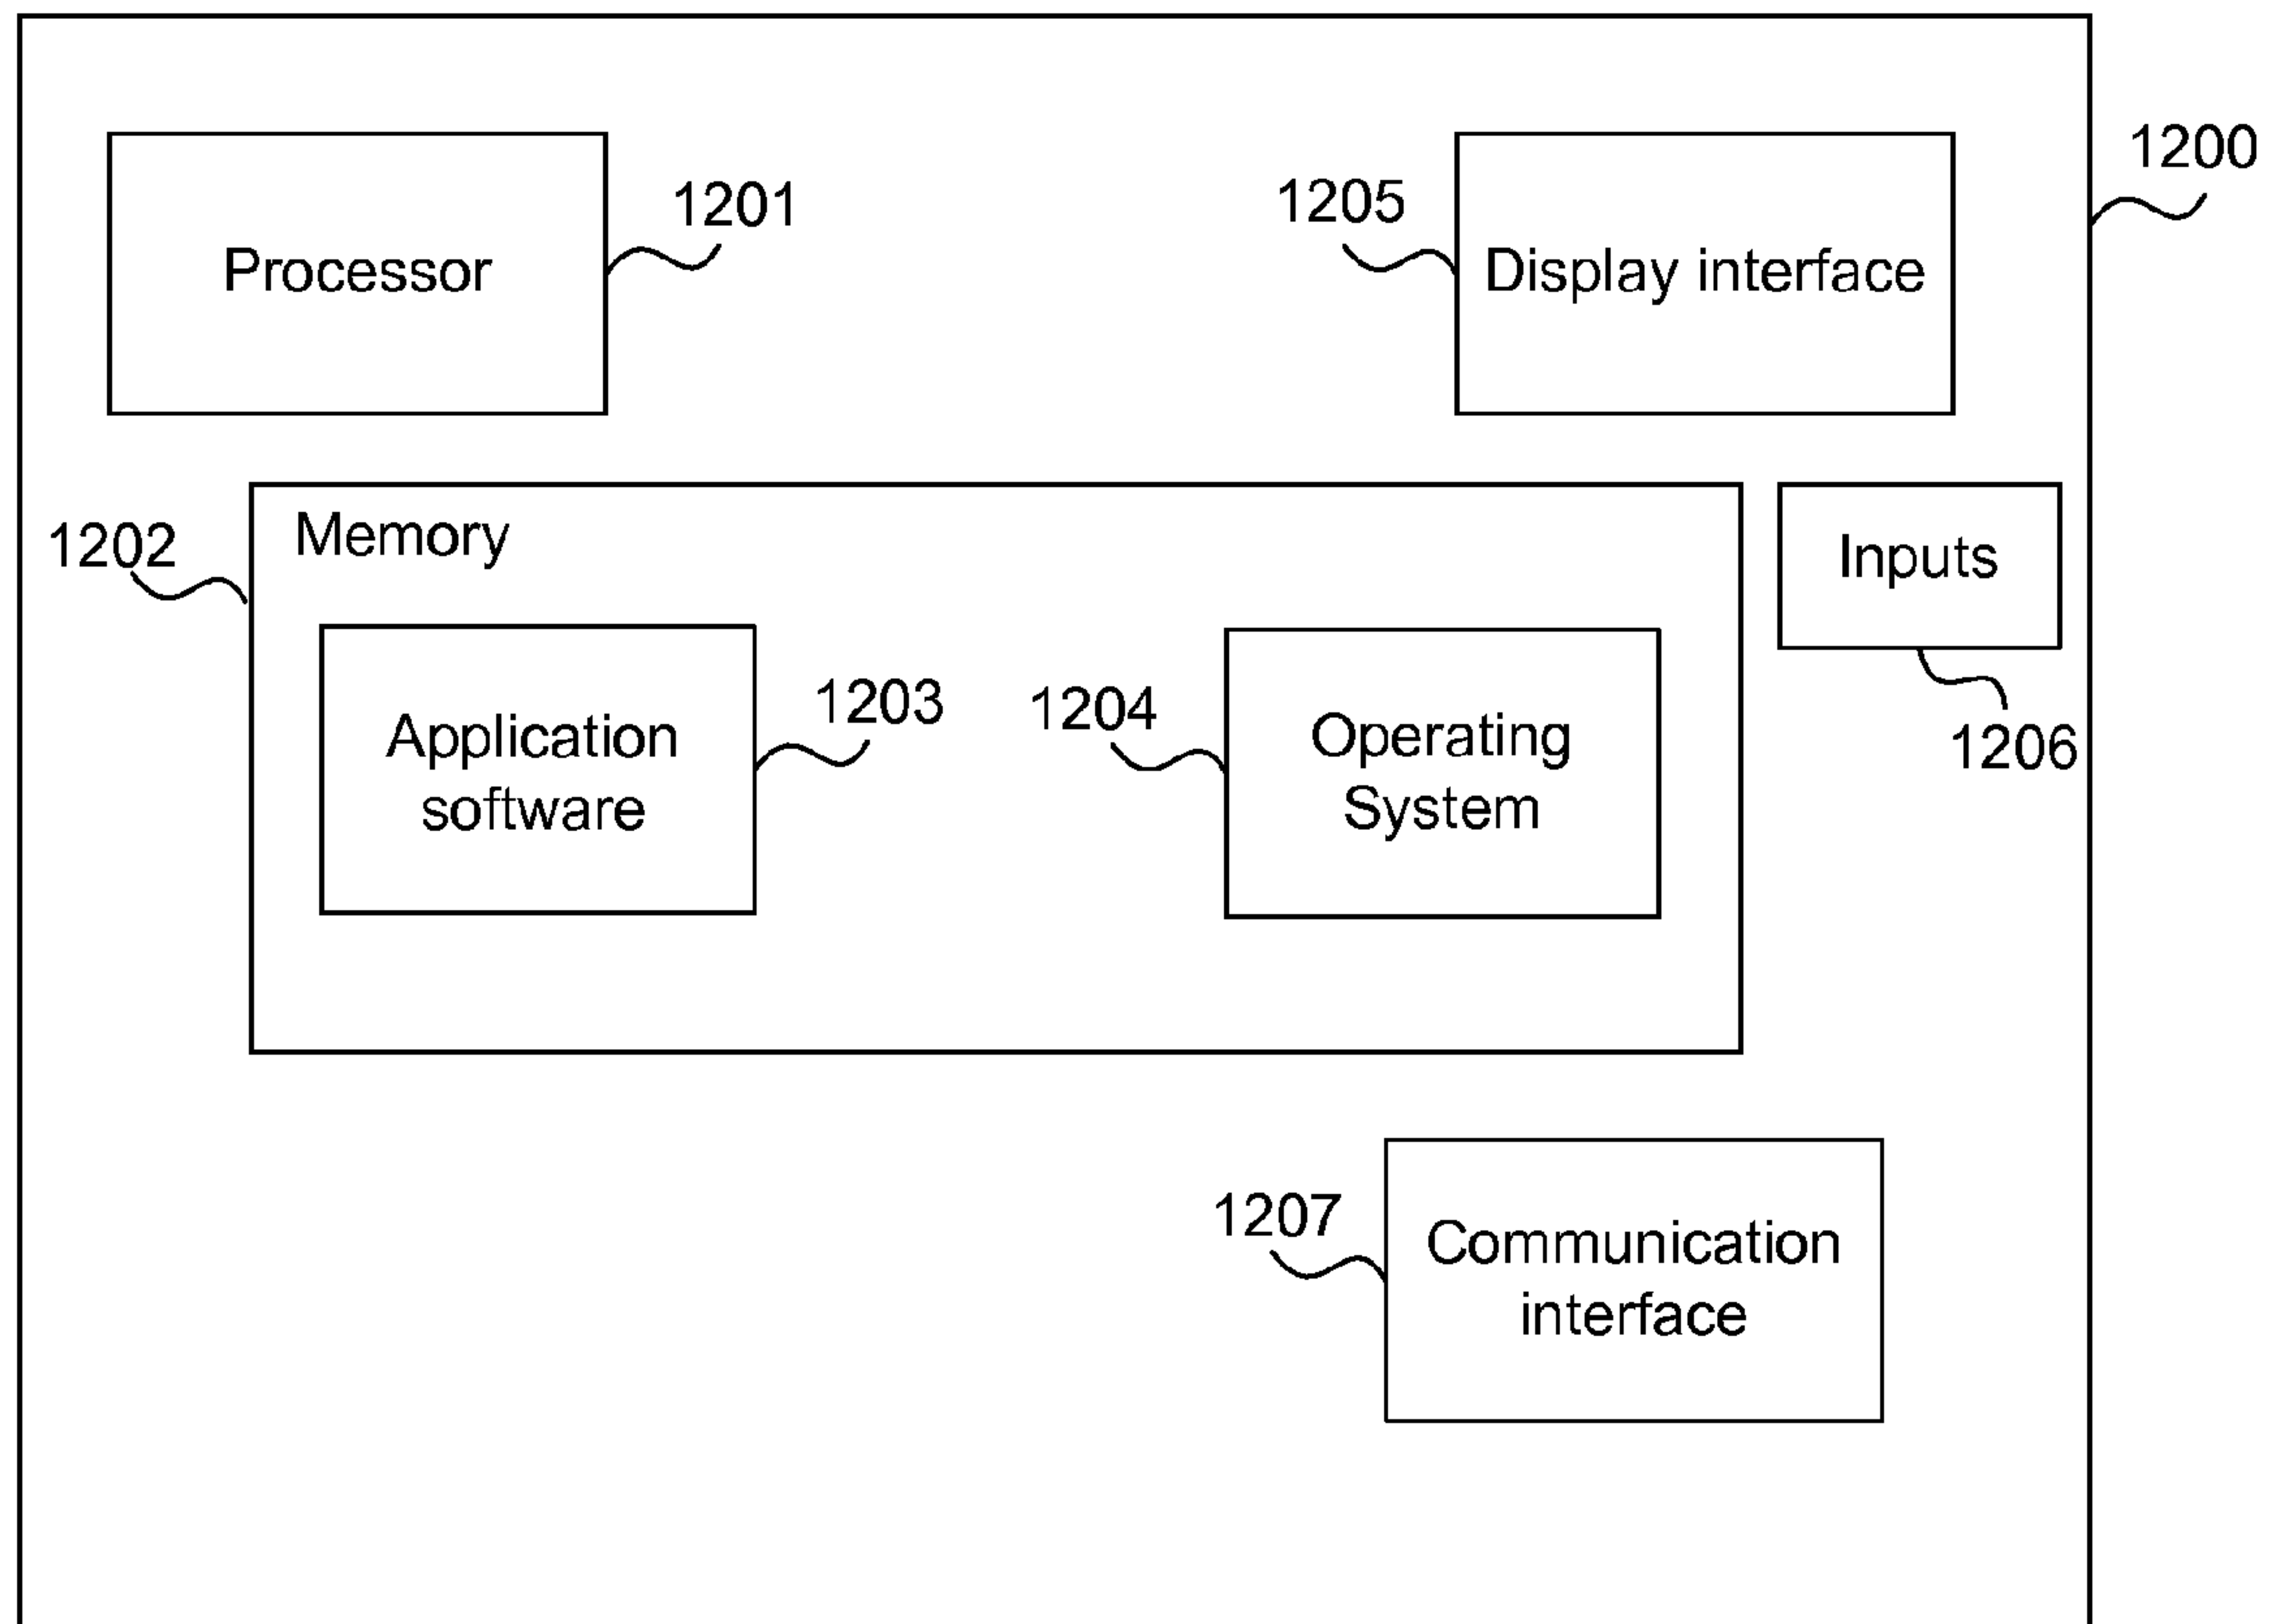 1200
Processor
1201
1205
Display interface
1202
Memory
Inputs
1206
Application
software
1203
1204
Operating
System
1207
Communication
interface